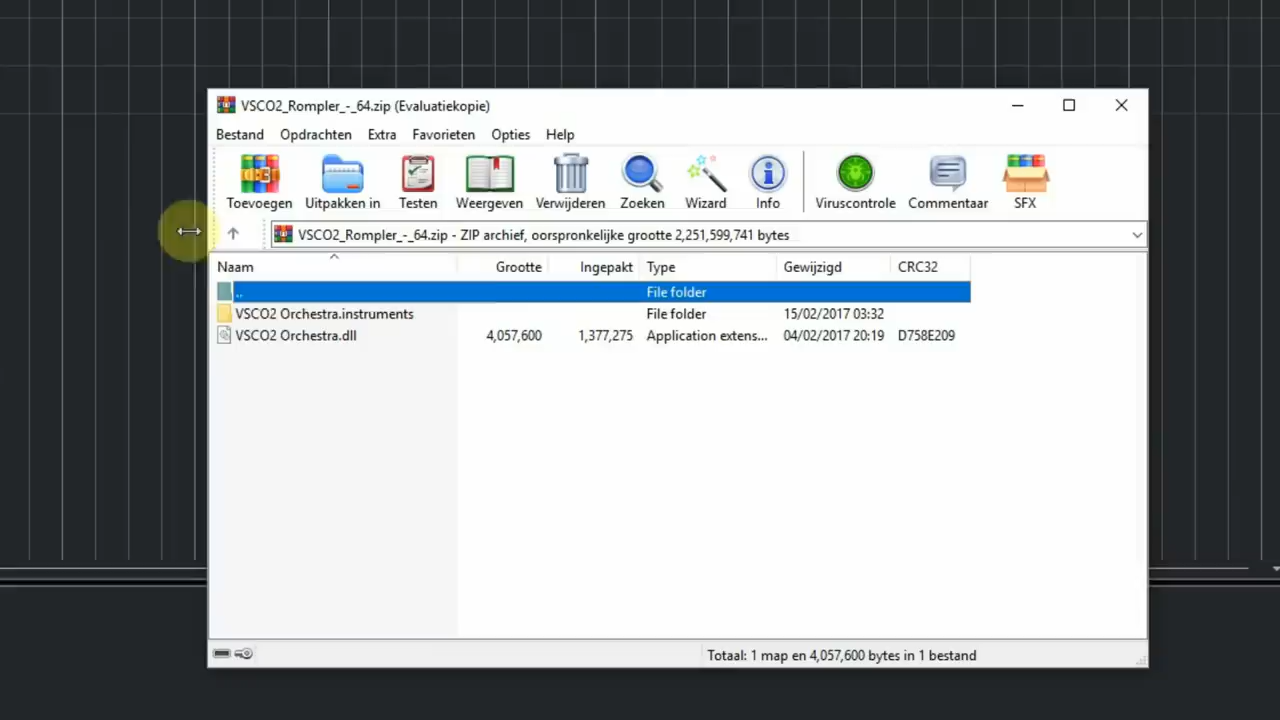 VSCO2_Rompler_-_64.zip (Evaluatiekopie)
Bestand Opdrachten Extra Favorieten Opties Help
Toevoegen Uitpakken in Testen Weergeven Verwijderen Zoeken Wizard Info Viruscontrole Commentaar SFX
VSCO2_Rompler_-_64.zip - ZIP archief, oorspronkelijke grootte 2,251,599,741 bytes
Naam Grootte Ingepakt Type Gewijzigd CRC32
.. File folder
VSCO2 Orchestra.instruments File folder 15/02/2017 03:32
VSCO2 Orchestra.dll 4,057,600 1,377,275 Application extens... 04/02/2017 20:19 D758E209
Totaal: 1 map en 4,057,600 bytes in 1 bestand